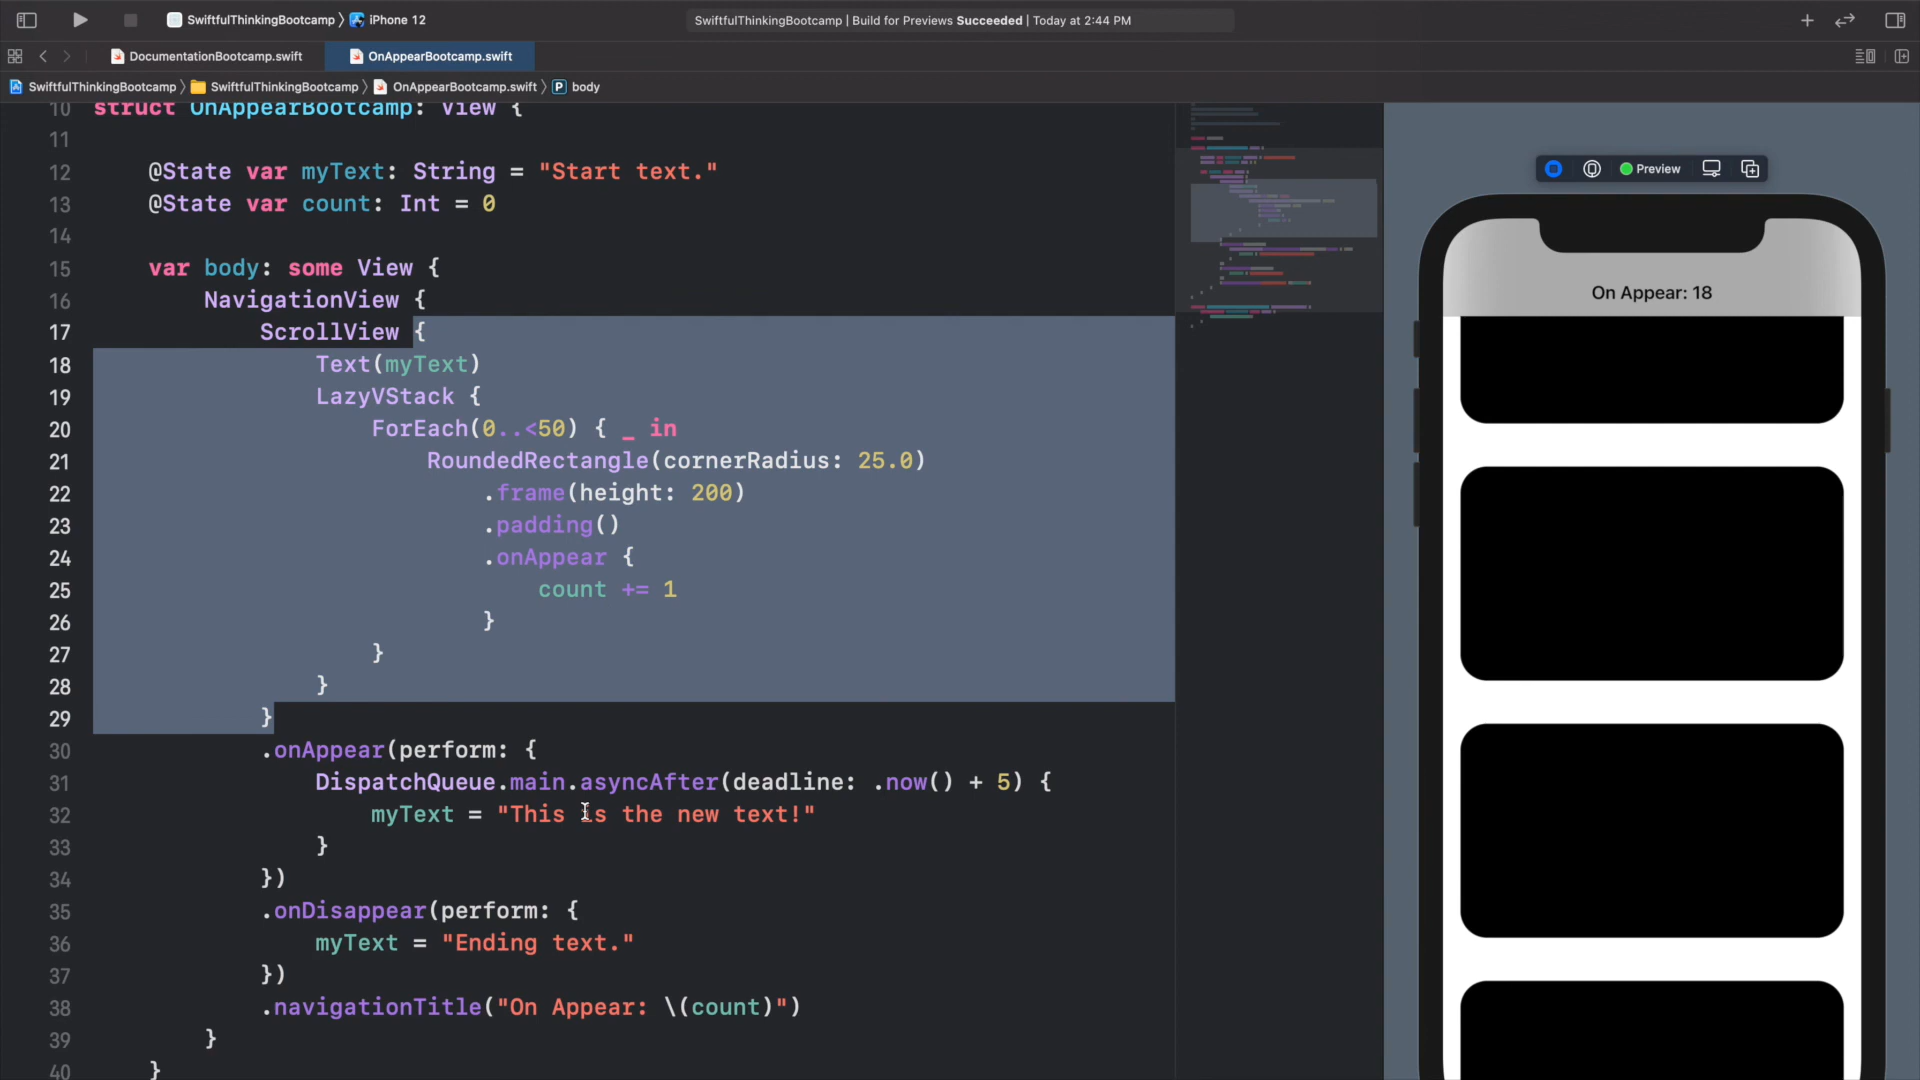 SwiftfulThinkingBootcamp 〉 iPhone 12
SwiftfulThinkingBootcamp | Build for Previews Succeeded | Today at 2:44 PM
DocumentationBootcamp.swift
OnAppearBootcamp.swift
SwiftfulThinkingBootcamp 〉 SwiftfulThinkingBootcamp 〉 OnAppearBootcamp.swift 〉 P body
10 struct OnAppearBootcamp: View {
11
12 @State var myText: String = "Start text."
13 @State var count: Int = 0
14
15 var body: some View {
16 NavigationView {
17 ScrollView {
18 Text(myText)
19 LazyVStack {
20 ForEach(0..<50) { _ in
21 RoundedRectangle(cornerRadius: 25.0)
22 .frame(height: 200)
23 .padding()
24 .onAppear {
25 count += 1
26 }
27 }
28 }
29 }
30 .onAppear(perform: {
31 DispatchQueue.main.asyncAfter(deadline: .now() + 5) {
32 myText = "This is the new text!"
33 }
34 })
35 .onDisappear(perform: {
36 myText = "Ending text."
37 })
38 .navigationTitle("On Appear: \(count)")
39 }
40 }
Preview
On Appear: 18